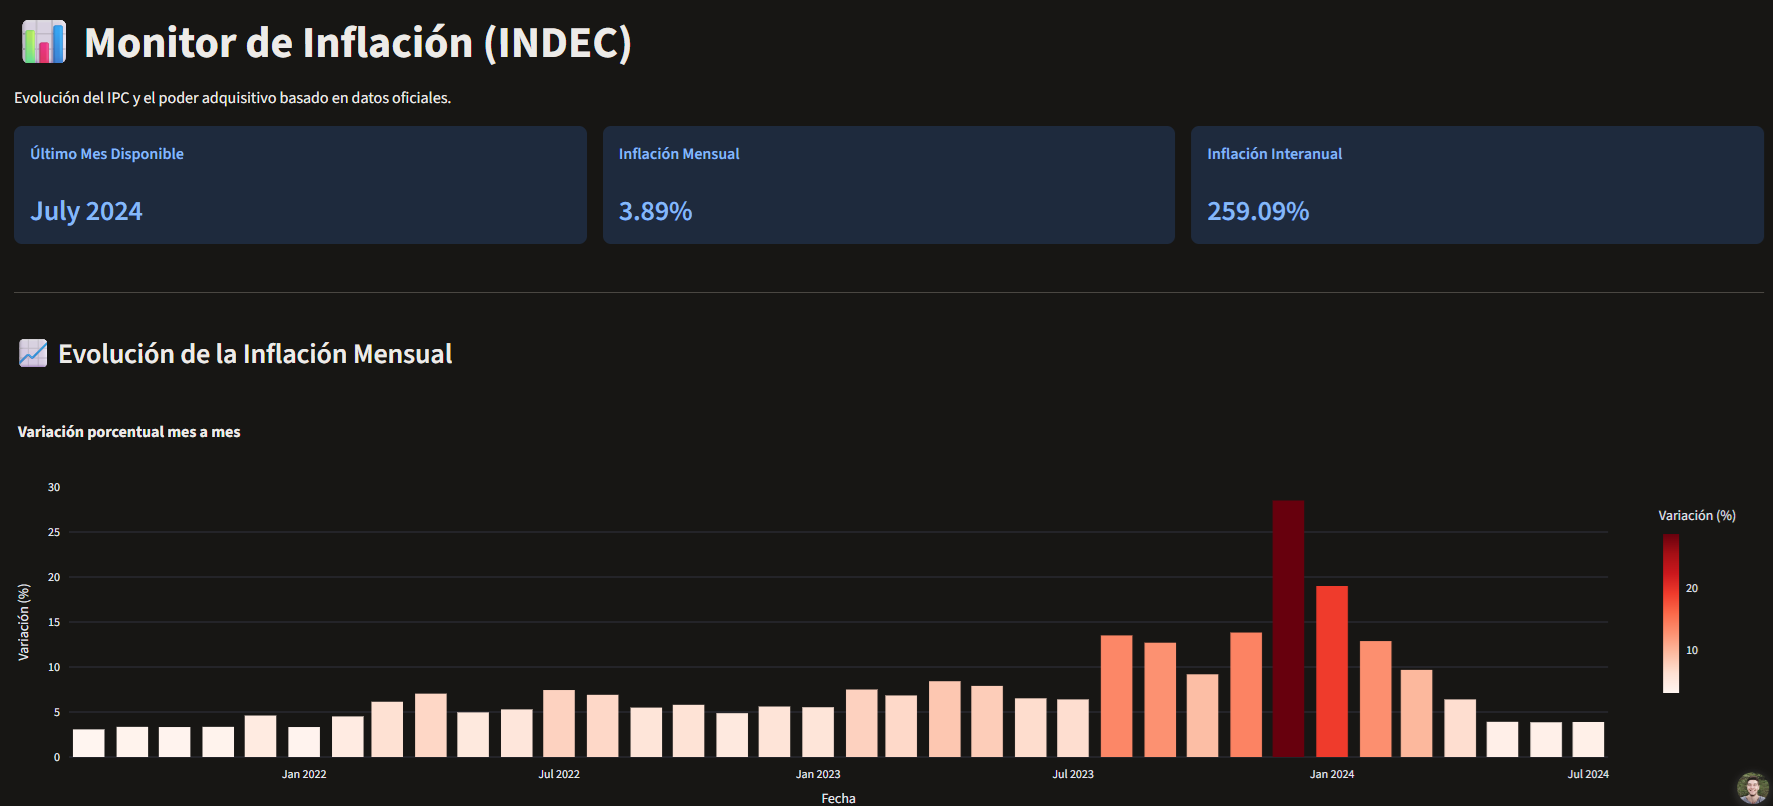 Monitor de Inflación (INDEC)
Evolución del IPC y el poder adquisitivo basado en datos oficiales.
Último Mes Disponible
July 2024
Inflación Mensual
3.89%
Inflación Interanual
259.09%
Evolución de la Inflación Mensual
Variación porcentual mes a mes
Variación (%)
30
25
20
15
10
5
0
Jan 2022
Jul 2022
Jan 2023
Jul 2023
Jan 2024
Jul 2024
Fecha
Variación (%)
20
10